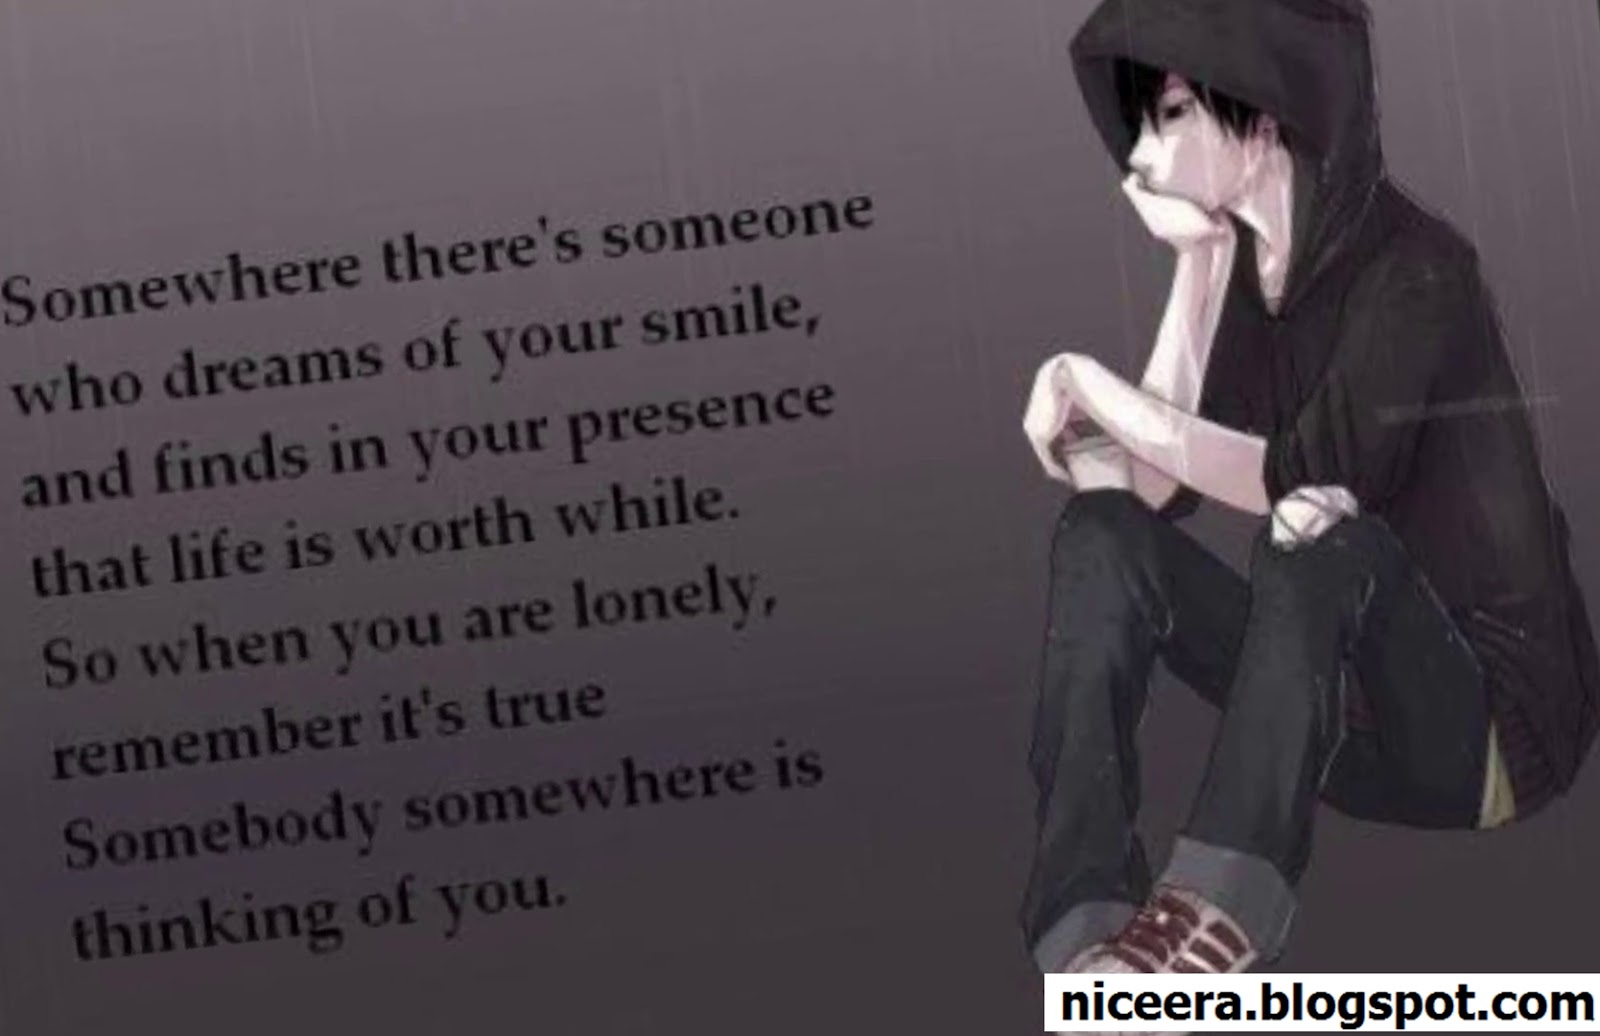 Somewhere there's someone
who dreams of your smile,
and finds in your presence
that life is worth while.
So when you are lonely,
remember it's true
Somebody somewhere is
thinking of you.
niceera.blogspot.com